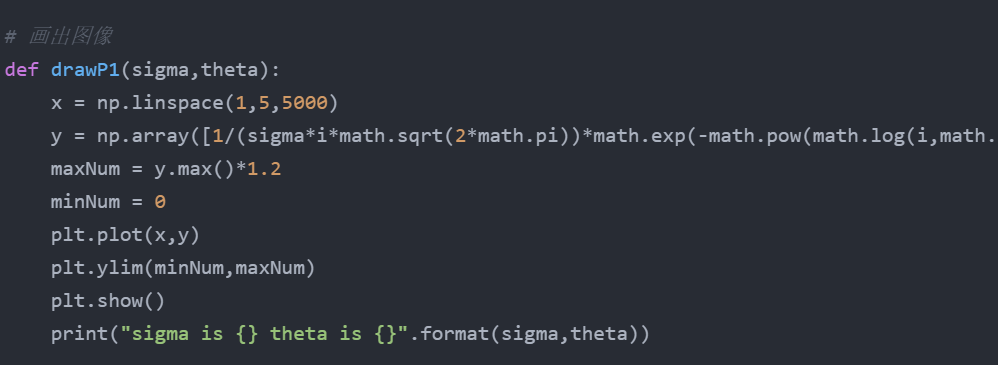 # 画出图像
def drawP1(sigma,theta):
    x = np.linspace(1,5,5000)
    y = np.array([1/(sigma*i*math.sqrt(2*math.pi))*math.exp(-math.pow(math.log(i,math.
    maxNum = y.max()*1.2
    minNum = 0
    plt.plot(x,y)
    plt.ylim(minNum,maxNum)
    plt.show()
    print("sigma is {} theta is {}".format(sigma,theta))